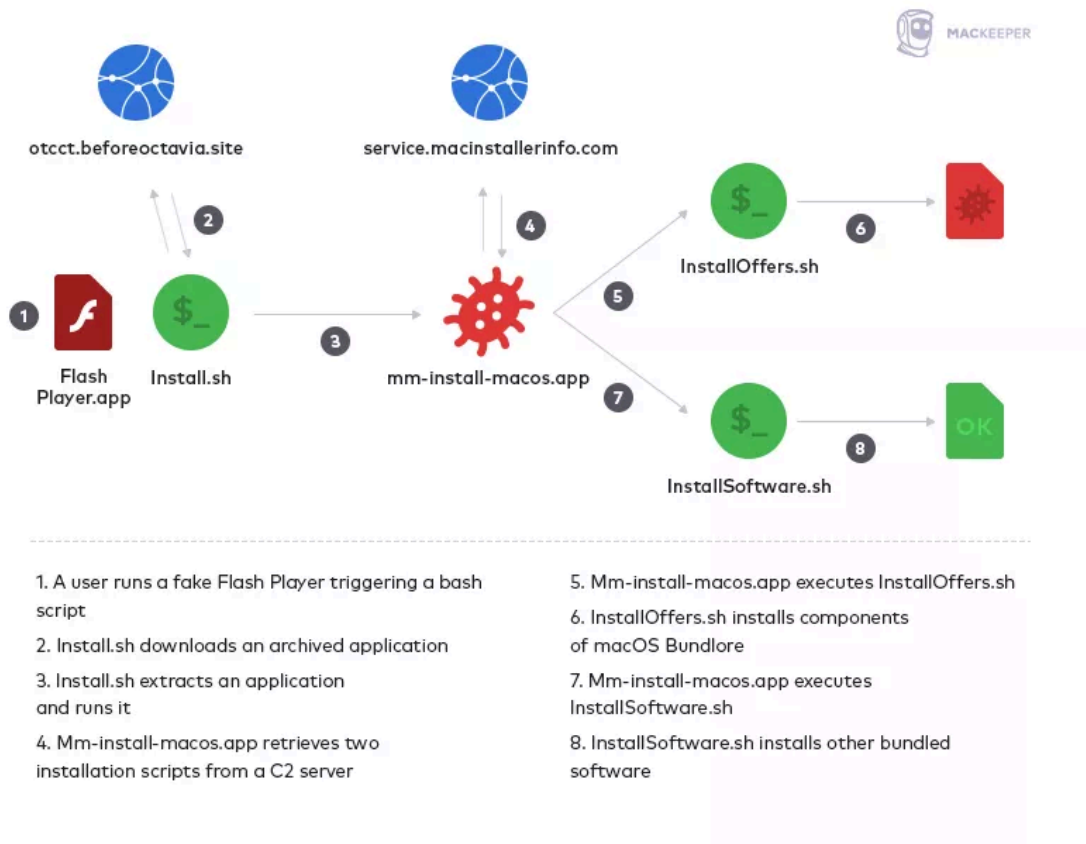 MACKEEPER
otcct.beforeoctavia.site
service.macinstallerinfo.com
$_
InstallOffers.sh
6
2
4
5
1
Flash
Player.app
$_
Install.sh
3
mm-install-macos.app
7
$_
InstallSoftware.sh
8
OK
1. A user runs a fake Flash Player triggering a bash
script
2. Install.sh downloads an archived application
3. Install.sh extracts an application
and runs it
4. Mm-install-macos.app retrieves two
installation scripts from a C2 server
5. Mm-install-macos.app executes InstallOffers.sh
6. InstallOffers.sh installs components
of macOS Bundlore
7. Mm-install-macos.app executes
InstallSoftware.sh
8. InstallSoftware.sh installs other bundled
software